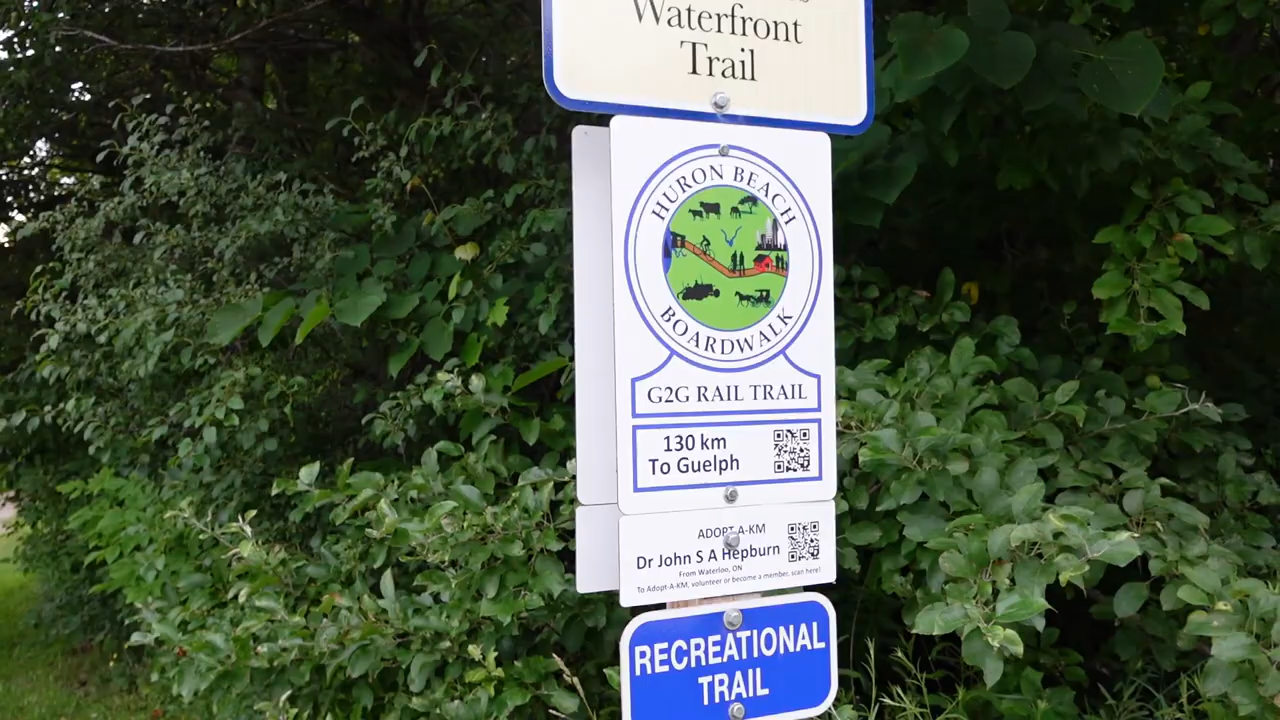 Waterfront
Trail
HURON BEACH
BOARDWALK
G2G RAIL TRAIL
130 km
To Guelph
ADOPT-A-KM
Dr John S A Hepburn
From Waterloo, ON
To Adopt-A-KM, volunteer or become a member, scan here!
RECREATIONAL
TRAIL